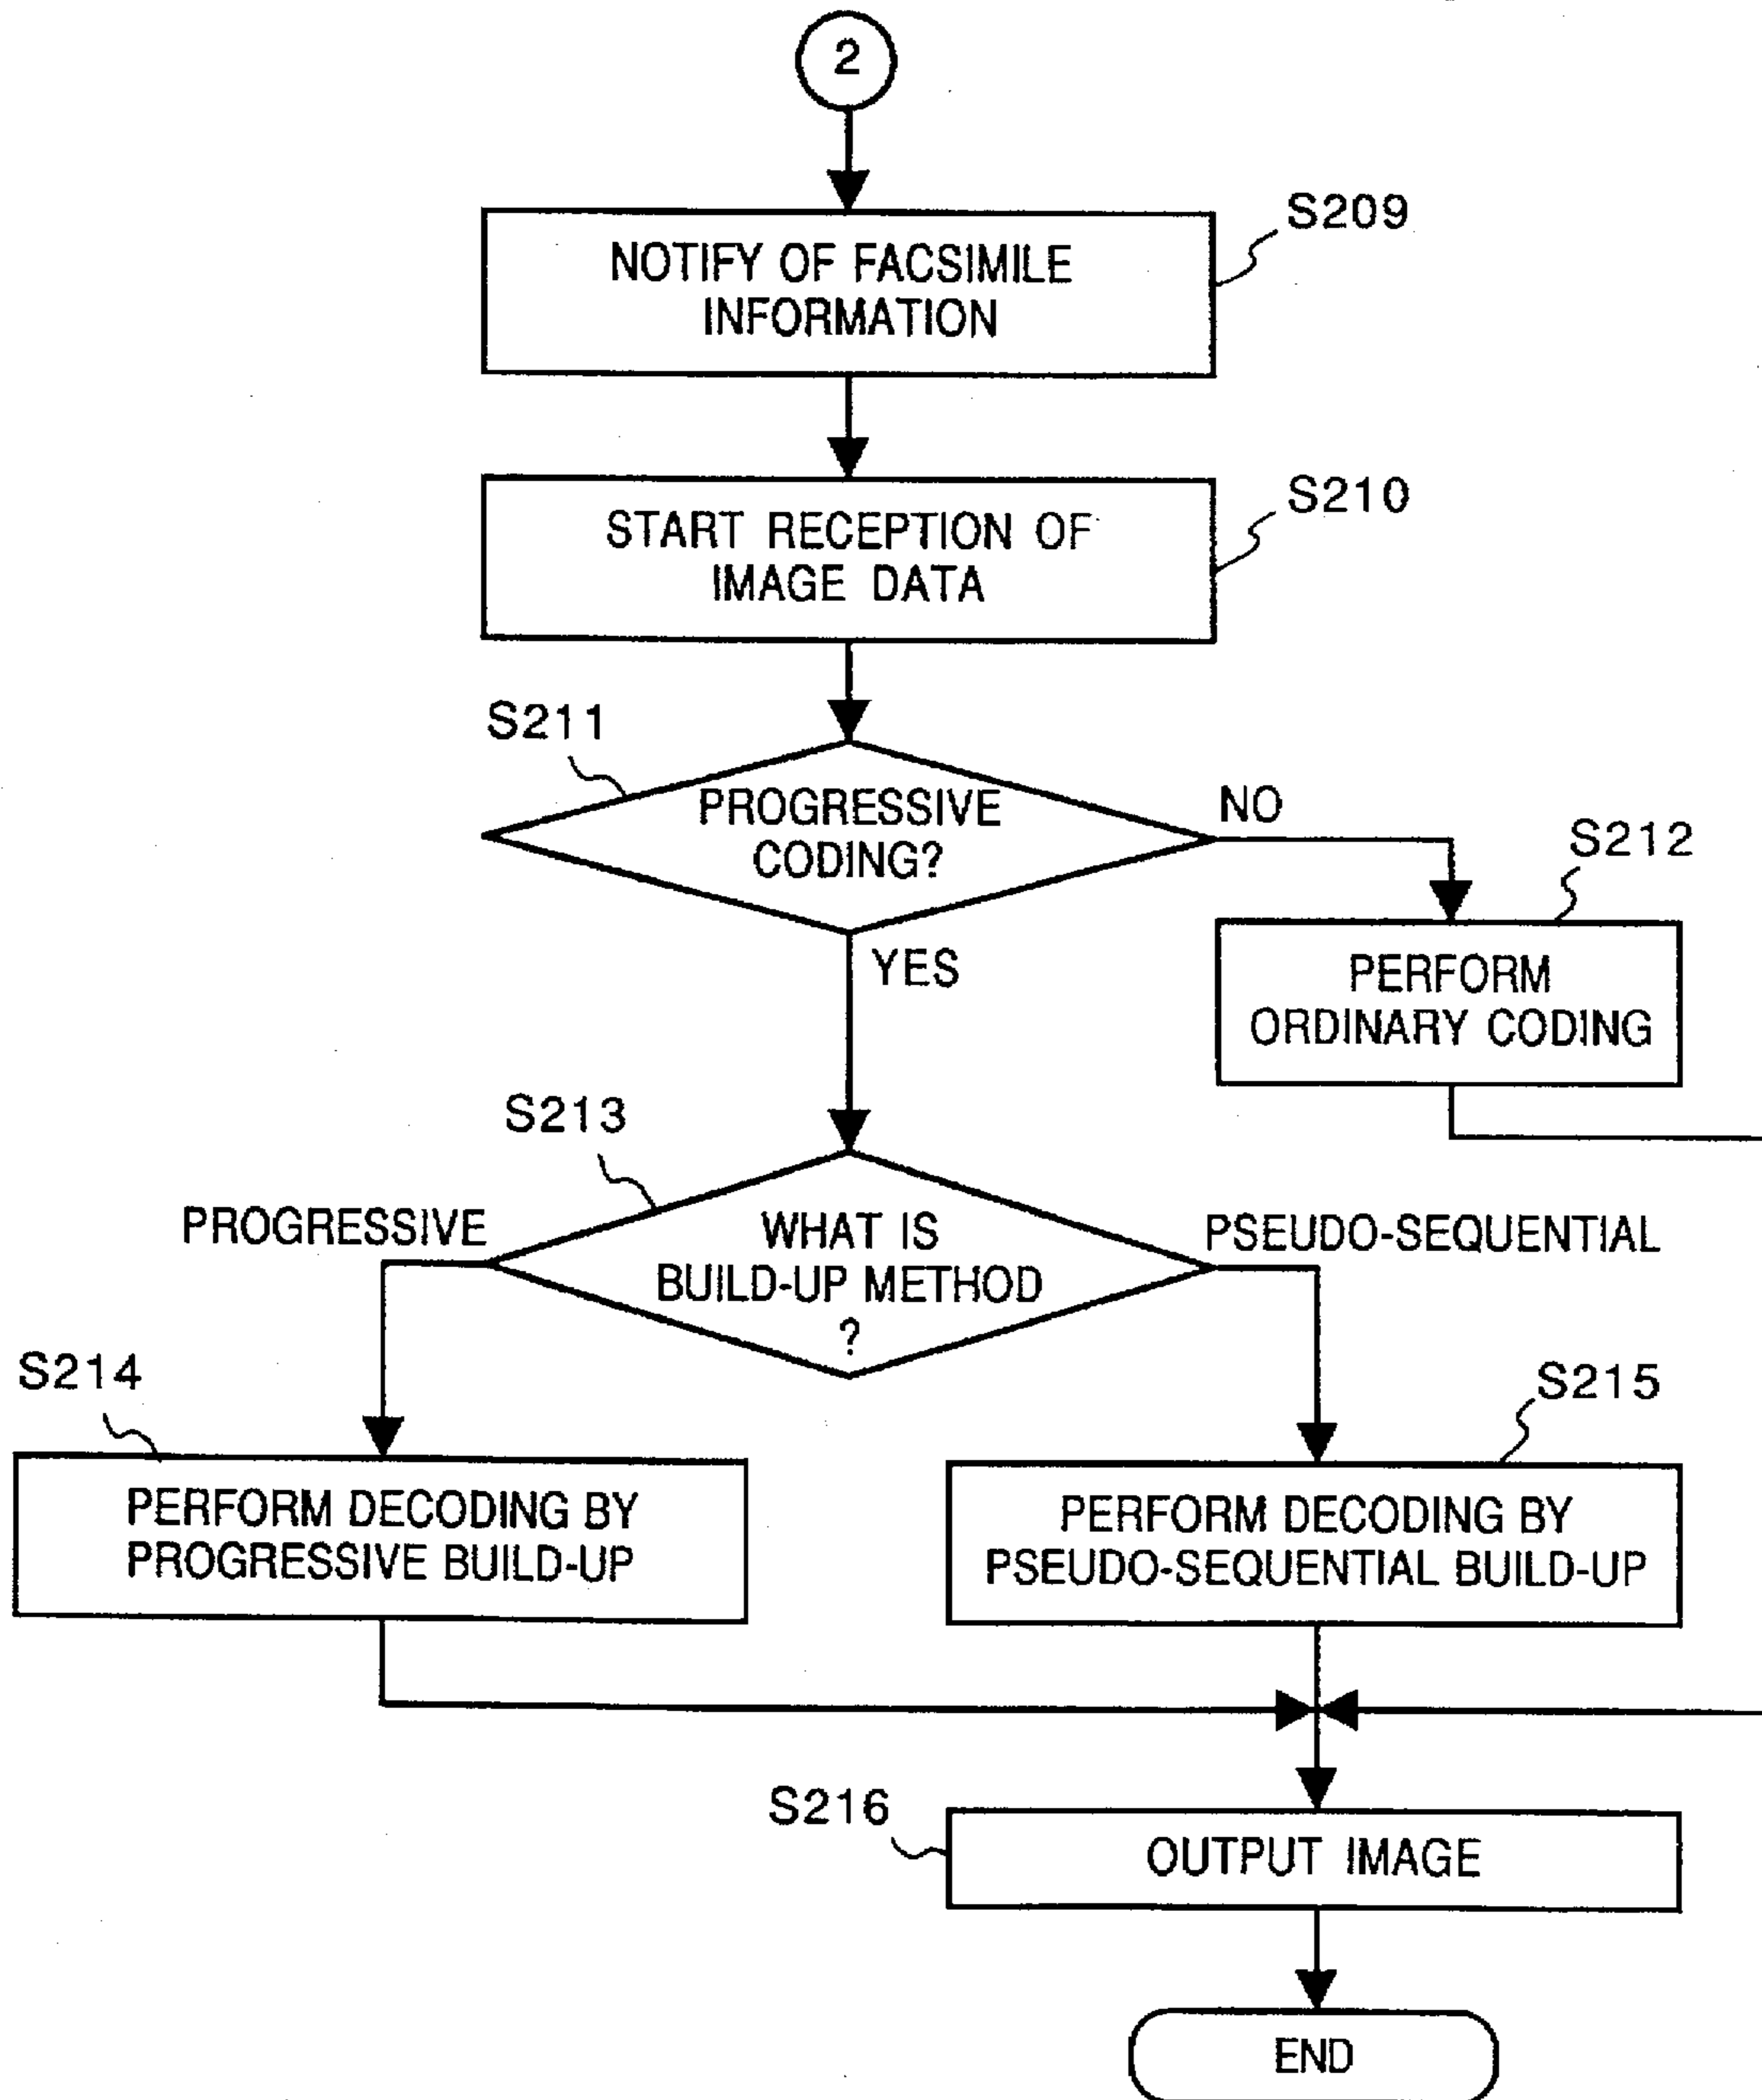 2
S209
NOTIFY OF FACSIMILE
INFORMATION
S210
START RECEPTION OF
IMAGE DATA
S211
PROGRESSIVE
CODING?
NO
S212
YES
PERFORM
ORDINARY CODING
S213
PROGRESSIVE
WHAT IS
BUILD-UP METHOD
?
PSEUDO-SEQUENTIAL
S214
S215
PERFORM DECODING BY
PROGRESSIVE BUILD-UP
PERFORM DECODING BY
PSEUDO-SEQUENTIAL BUILD-UP
S216
OUTPUT IMAGE
END